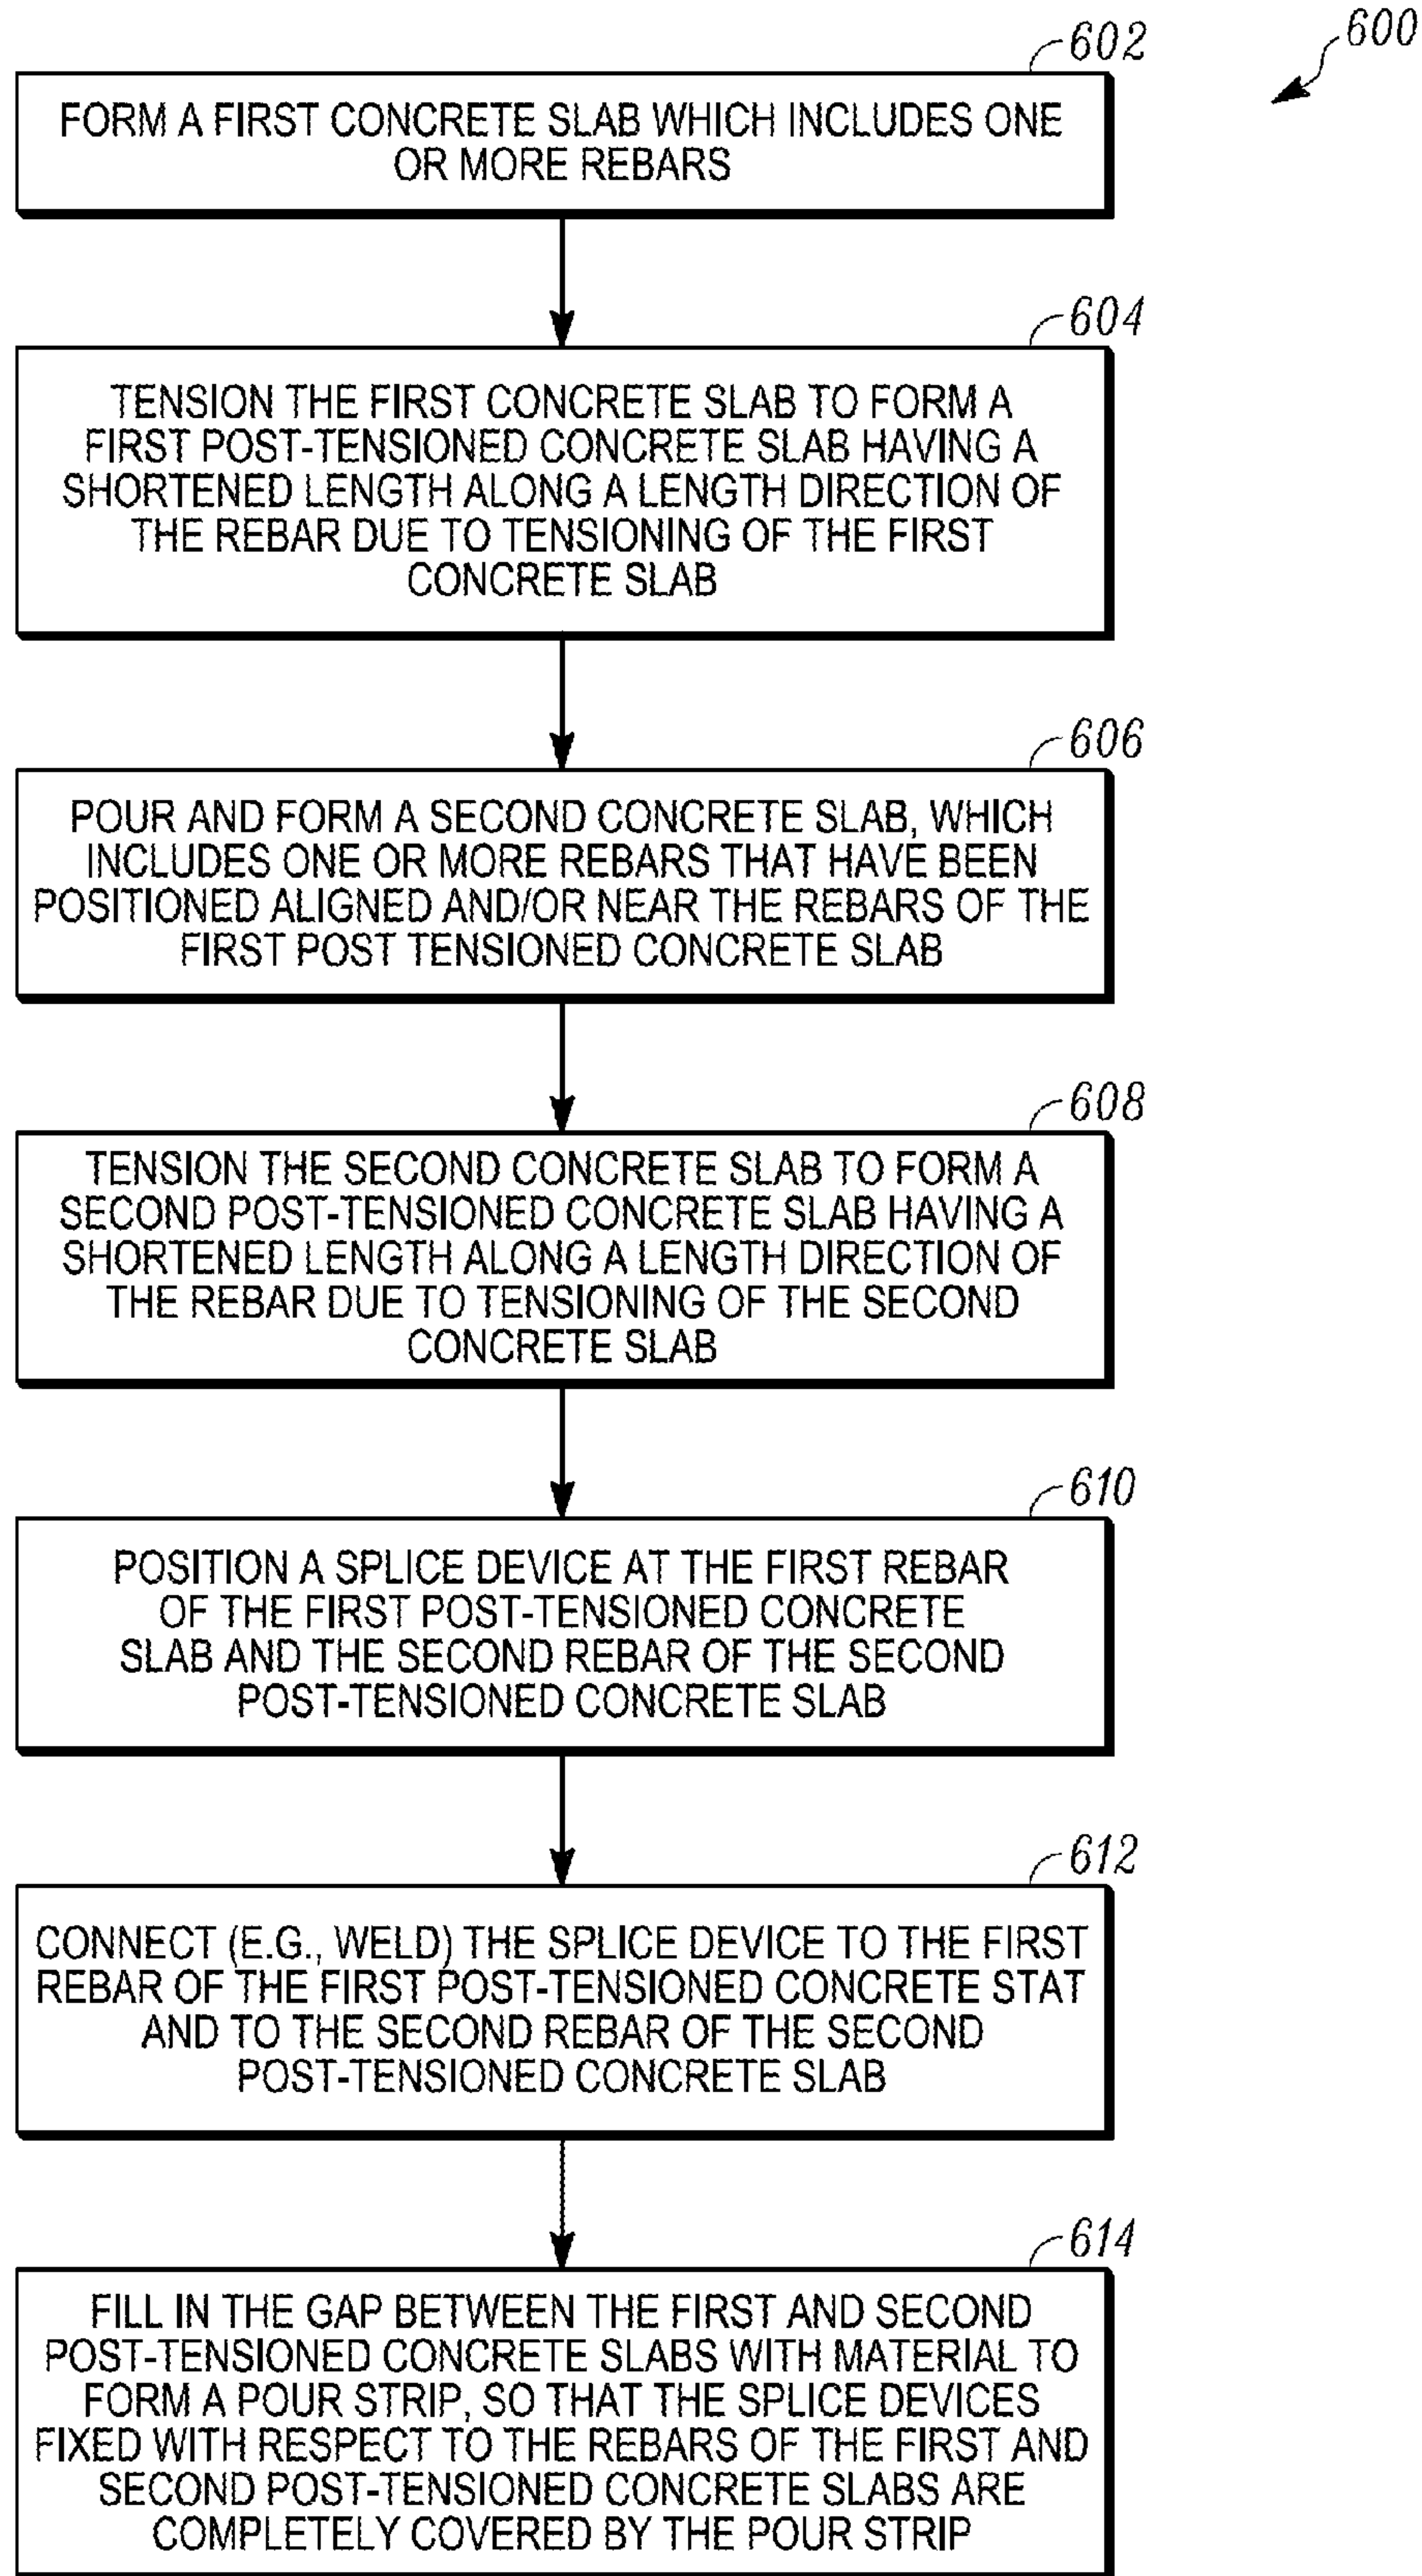 600
602
FORM A FIRST CONCRETE SLAB WHICH INCLUDES ONE
OR MORE REBARS
604
TENSION THE FIRST CONCRETE SLAB TO FORM A
FIRST POST-TENSIONED CONCRETE SLAB HAVING A
SHORTENED LENGTH ALONG A LENGTH DIRECTION OF
THE REBAR DUE TO TENSIONING OF THE FIRST
CONCRETE SLAB
606
POUR AND FORM A SECOND CONCRETE SLAB, WHICH
INCLUDES ONE OR MORE REBARS THAT HAVE BEEN
POSITIONED ALIGNED AND/OR NEAR THE REBARS OF THE
FIRST POST TENSIONED CONCRETE SLAB
608
TENSION THE SECOND CONCRETE SLAB TO FORM A
SECOND POST-TENSIONED CONCRETE SLAB HAVING A
SHORTENED LENGTH ALONG A LENGTH DIRECTION OF
THE REBAR DUE TO TENSIONING OF THE SECOND
CONCRETE SLAB
610
POSITION A SPLICE DEVICE AT THE FIRST REBAR
OF THE FIRST POST-TENSIONED CONCRETE
SLAB AND THE SECOND REBAR OF THE SECOND
POST-TENSIONED CONCRETE SLAB
612
CONNECT (E.G., WELD) THE SPLICE DEVICE TO THE FIRST
REBAR OF THE FIRST POST-TENSIONED CONCRETE STAT
AND TO THE SECOND REBAR OF THE SECOND
POST-TENSIONED CONCRETE SLAB
614
FILL IN THE GAP BETWEEN THE FIRST AND SECOND
POST-TENSIONED CONCRETE SLABS WITH MATERIAL TO
FORM A POUR STRIP, SO THAT THE SPLICE DEVICES
FIXED WITH RESPECT TO THE REBARS OF THE FIRST AND
SECOND POST-TENSIONED CONCRETE SLABS ARE
COMPLETELY COVERED BY THE POUR STRIP